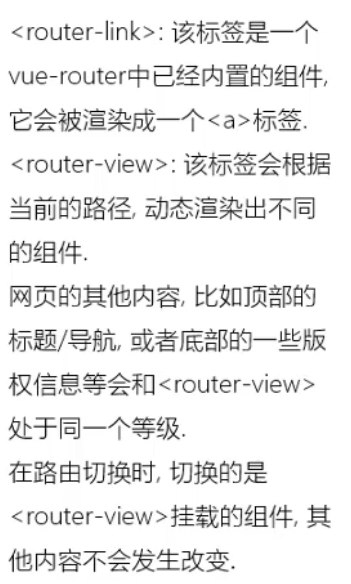 <router-link>: 该标签是一个
vue-router中已经内置的组件,
它会被渲染成一个<a>标签.
<router-view>: 该标签会根据
当前的路径, 动态渲染出不同
的组件.
网页的其他内容, 比如顶部的
标题/导航, 或者底部的一些版
权信息等会和<router-view>
处于同一个等级.
在路由切换时, 切换的是
<router-view>挂载的组件, 其
他内容不会发生改变.